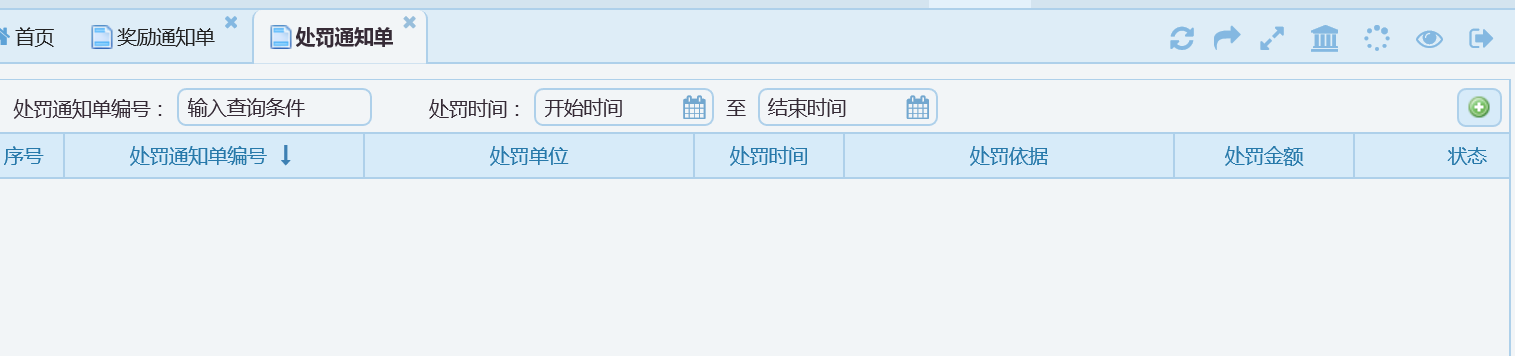 首页 奖励通知单 处罚通知单
处罚通知单编号： 输入查询条件 处罚时间： 开始时间 至 结束时间
序号 处罚通知单编号 处罚单位 处罚时间 处罚依据 处罚金额 状态